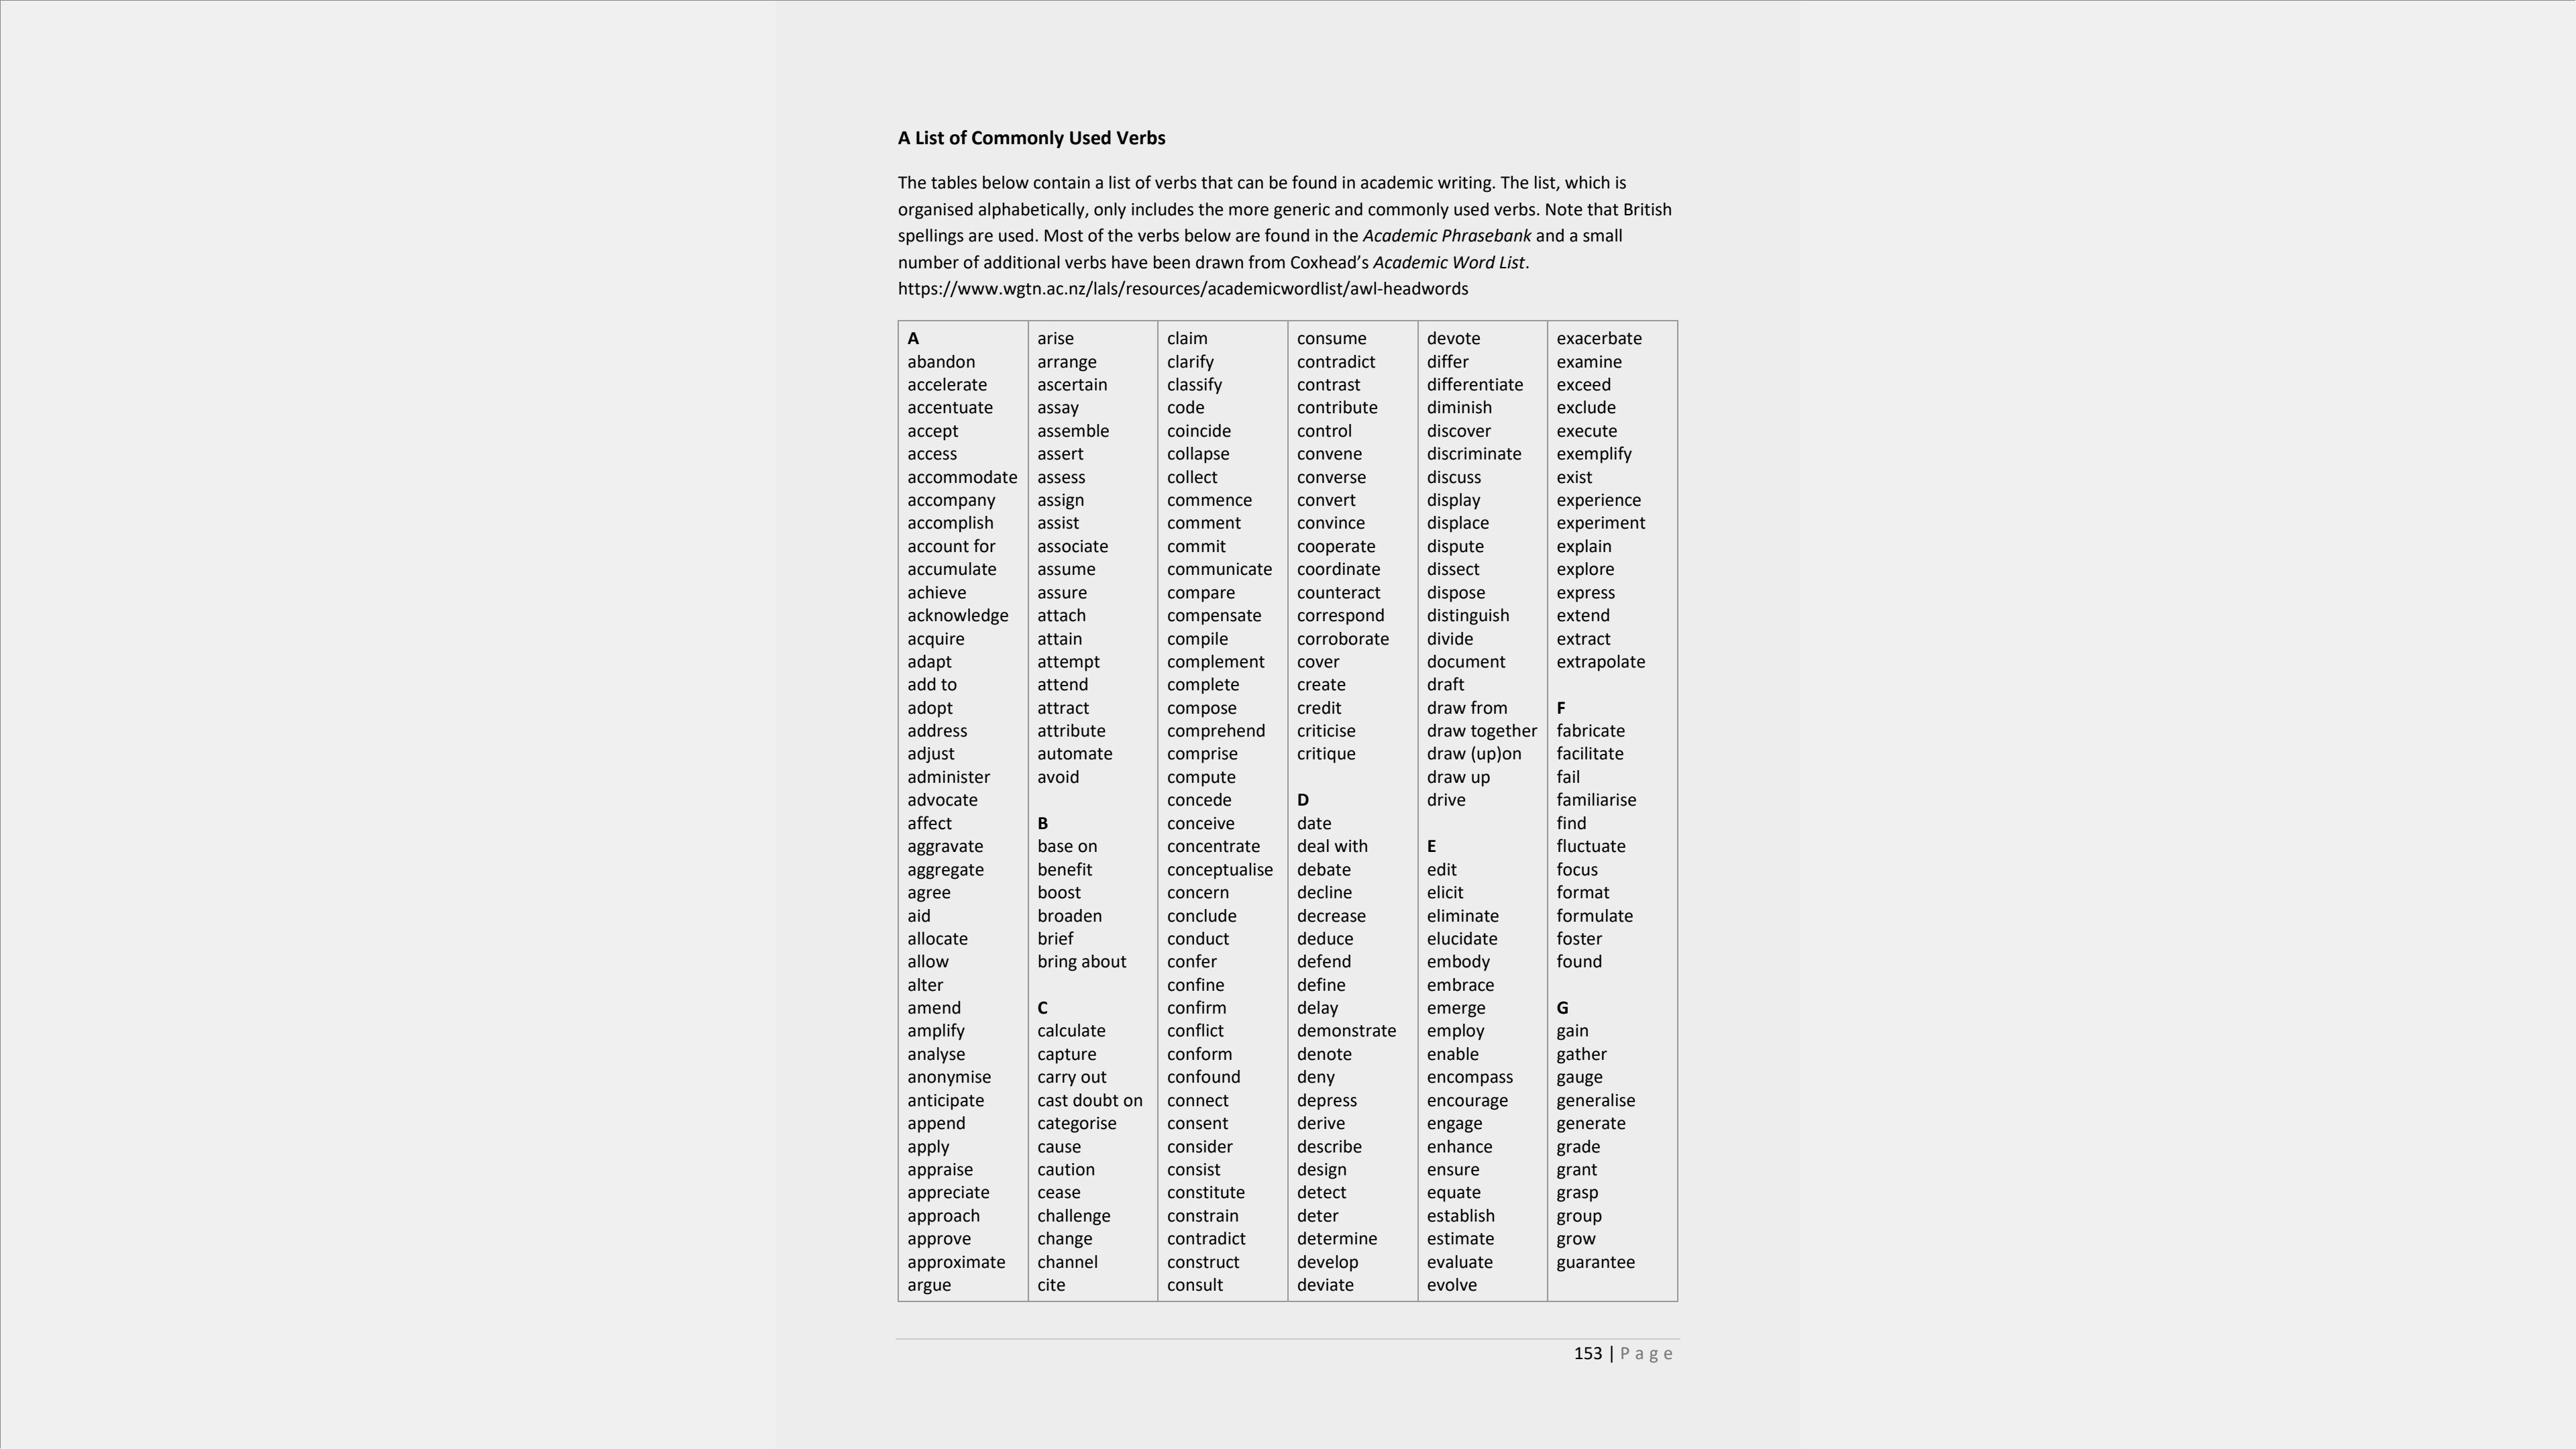 A List of Commonly Used Verbs
The tables below contain a list of verbs that can be found in academic writing. The list, which is
organised alphabetically, only includes the more generic and commonly used verbs. Note that British
spellings are used. Most of the verbs below are found in the Academic Phrasebank and a small
number of additional verbs have been drawn from Coxhead’s Academic Word List.
https://www.wgtn.ac.nz/lals/resources/academicwordlist/awl-headwords
A
abandon
accelerate
accentuate
accept
access
accommodate
accompany
accomplish
account for
accumulate
achieve
acknowledge
acquire
adapt
add to
adopt
address
adjust
administer
advocate
affect
aggravate
aggregate
agree
aid
allocate
allow
alter
amend
amplify
analyse
anonymise
anticipate
append
apply
appraise
appreciate
approach
approve
approximate
argue
arise
arrange
ascertain
assay
assemble
assert
assess
assign
assist
associate
assume
assure
attach
attain
attempt
attend
attract
attribute
automate
avoid
B
base on
benefit
boost
broaden
brief
bring about
C
calculate
capture
carry out
cast doubt on
categorise
cause
caution
cease
challenge
change
channel
cite
claim
clarify
classify
code
coincide
collapse
collect
commence
comment
commit
communicate
compare
compensate
compile
complement
complete
compose
comprehend
comprise
compute
concede
conceive
concentrate
conceptualise
concern
conclude
conduct
confer
confine
confirm
conflict
conform
confound
connect
consent
consider
consist
constitute
constrain
contradict
construct
consult
consume
contradict
contrast
contribute
control
convene
converse
convert
convince
cooperate
coordinate
counteract
correspond
corroborate
cover
create
credit
criticise
critique
D
date
deal with
debate
decline
decrease
deduce
defend
define
delay
demonstrate
denote
deny
depress
derive
describe
design
detect
deter
determine
develop
deviate
devote
differ
differentiate
diminish
discover
discriminate
discuss
display
displace
dispute
dissect
dispose
distinguish
divide
document
draft
draw from
draw together
draw (up)on
draw up
drive
E
edit
elicit
eliminate
elucidate
embody
embrace
emerge
employ
enable
encompass
encourage
engage
enhance
ensure
equate
establish
estimate
evaluate
evolve
exacerbate
examine
exceed
exclude
execute
exemplify
exist
experience
experiment
explain
explore
express
extend
extract
extrapolate
F
fabricate
facilitate
fail
familiarise
find
fluctuate
focus
format
formulate
foster
found
G
gain
gather
gauge
generalise
generate
grade
grant
grasp
group
grow
guarantee
153 | Page